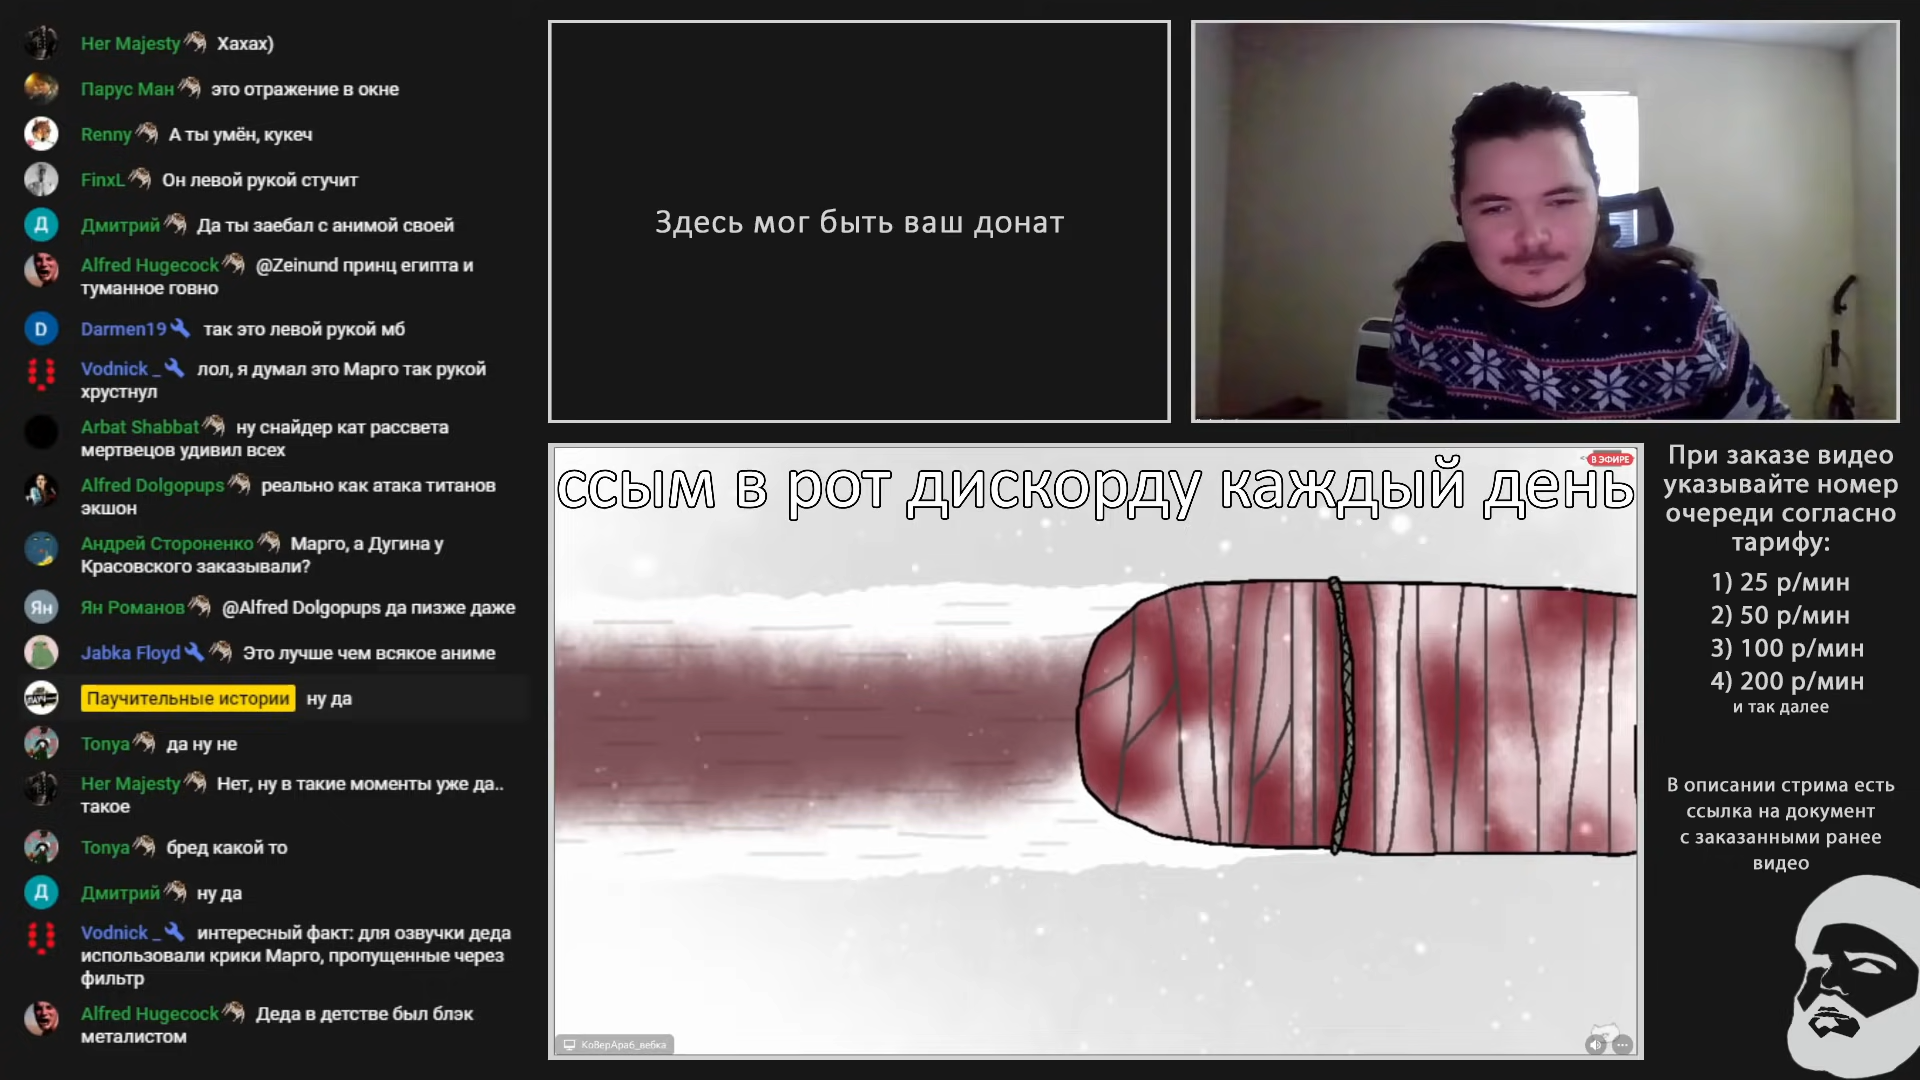 Her Majesty Хахах)
Парус Ман это отражение в окне
Renny А ты умён, кукеч
FinxL Он левой рукой стучит
Д
Дмитрий Да ты заебал с анимой своей
Alfred Hugecock @Zeinund принц египта и
туманное говно
D
Darmen19 так это левой рукой мб
Vodnick _ лол, я думал это Марго так рукой
хрустнул
Arbat Shabbat ну снайдер кат рассвета
мертвецов удивил всех
Alfred Dolgopups реально как атака титанов
экшон
Андрей Стороненко Марго, а Дугина у
Красовского заказывали?
Ян
Ян Романов @Alfred Dolgopups да пизже даже
Jabka Floyd Это лучше чем всякое аниме
Паучительные истории ну да
Tonya да ну не
Her Majesty Нет, ну в такие моменты уже да..
такое
Tonya бред какой то
Д
Дмитрий ну да
Vodnick _ интересный факт: для озвучки деда
использовали крики Марго, пропущенные через
фильтр
Alfred Hugecock Деда в детстве был блэк
металистом
Здесь мог быть ваш донат
В ЭФИРЕ
ссым в рот дискорду каждый день
КоВерАраб_вебка
При заказе видео
указывайте номер
очереди согласно
тарифу:
1) 25 р/мин
2) 50 р/мин
3) 100 р/мин
4) 200 р/мин
и так далее
В описании стрима есть
ссылка на документ
с заказанными ранее
видео